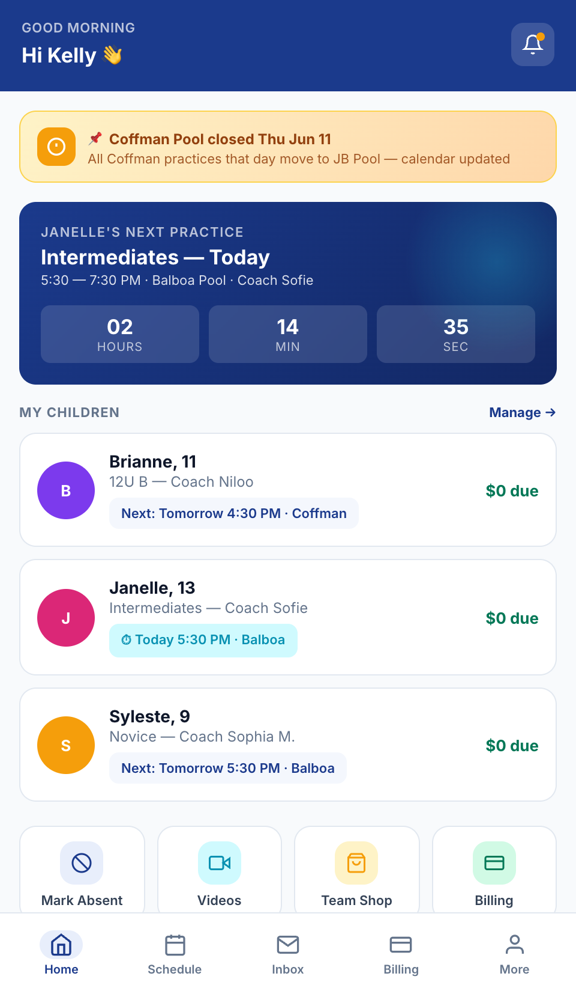 GOOD MORNING
Hi Kelly 👋
📌 Coffman Pool closed Thu Jun 11
All Coffman practices that day move to JB Pool — calendar updated
JANELLE'S NEXT PRACTICE
Intermediates — Today
5:30 — 7:30 PM · Balboa Pool · Coach Sofie
02 14 35
HOURS MIN SEC
MY CHILDREN Manage →
Brianne, 11
B 12U B — Coach Niloo $0 due
Next: Tomorrow 4:30 PM · Coffman
Janelle, 13
J Intermediates — Coach Sofie $0 due
⏱ Today 5:30 PM · Balboa
Syleste, 9
S Novice — Coach Sophia M. $0 due
Next: Tomorrow 5:30 PM · Balboa
Mark Absent Videos Team Shop Billing
Home Schedule Inbox Billing More